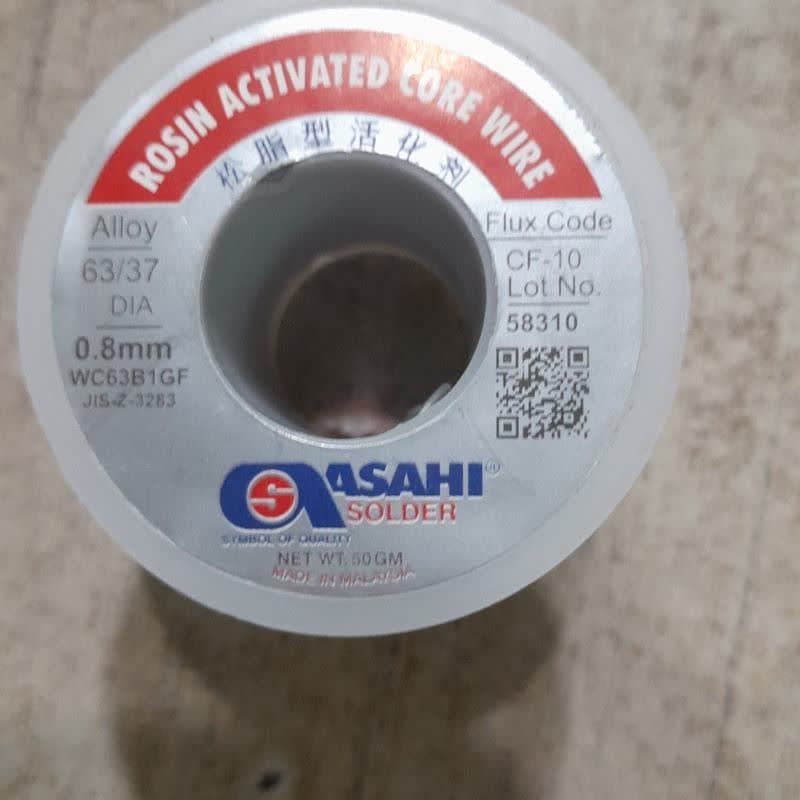 ROSIN ACTIVATED CORE WIRE
松脂型活化剂
Alloy
63/37
DIA
0.8mm
WC63B1GF
JIS-Z-3283
Flux Code
CF-10
Lot No.
58310
S
ASAHI®
SOLDER
SYMBOL OF QUALITY
NET WT. 50GM
MADE IN MALAYSIA